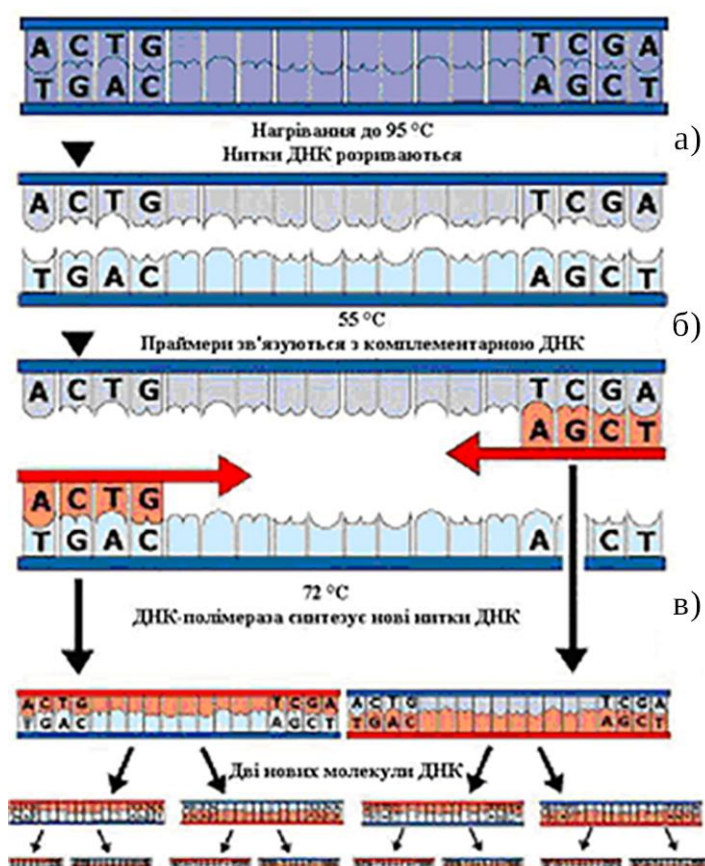 A C T G T C G A
T G A C A G C T
Нагрівання до 95 °C
а)
Нитки ДНК розриваються
A C T G T C G A
T G A C A G C T
55 °C
б)
Праймери зв'язуються з комплементарною ДНК
A C T G T C G A
A G C T
A C T G
T G A C A C T
72 °C
в)
ДНК-полімераза синтезує нові нитки ДНК
A C T G T C G A A C T G T C G A
T G A C A G C T T G A C A G C T
Дві нових молекули ДНК